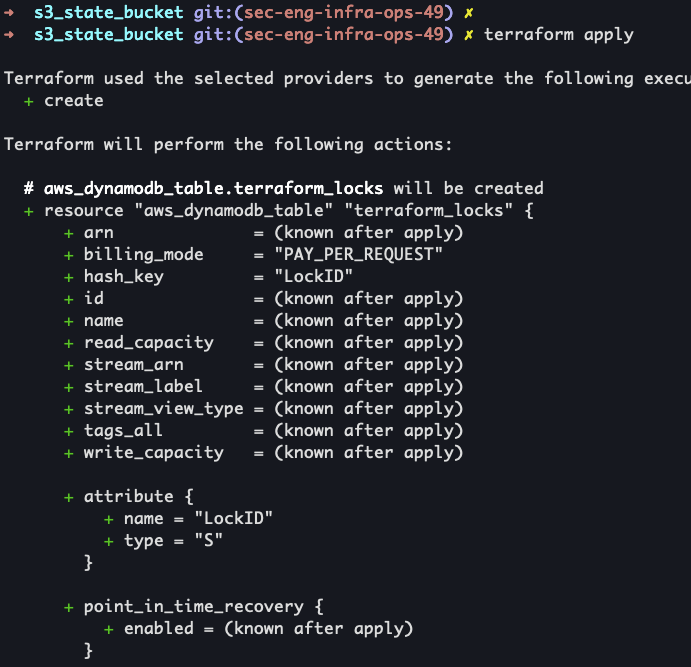 ➜  s3_state_bucket git:(sec-eng-infra-ops-49) ✗
➜  s3_state_bucket git:(sec-eng-infra-ops-49) ✗ terraform apply

Terraform used the selected providers to generate the following execu
  + create

Terraform will perform the following actions:

  # aws_dynamodb_table.terraform_locks will be created
  + resource "aws_dynamodb_table" "terraform_locks" {
      + arn              = (known after apply)
      + billing_mode     = "PAY_PER_REQUEST"
      + hash_key         = "LockID"
      + id               = (known after apply)
      + name             = (known after apply)
      + read_capacity    = (known after apply)
      + stream_arn       = (known after apply)
      + stream_label     = (known after apply)
      + stream_view_type = (known after apply)
      + tags_all         = (known after apply)
      + write_capacity   = (known after apply)

      + attribute {
          + name = "LockID"
          + type = "S"
        }

      + point_in_time_recovery {
          + enabled = (known after apply)
        }